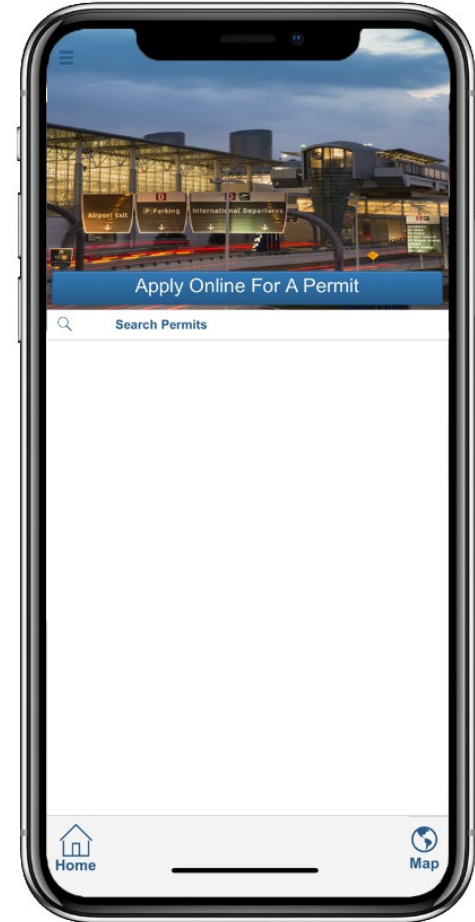 D
D
Airport Exit
P Parking
International Departures
Apply Online For A Permit
Search Permits
Home
Map